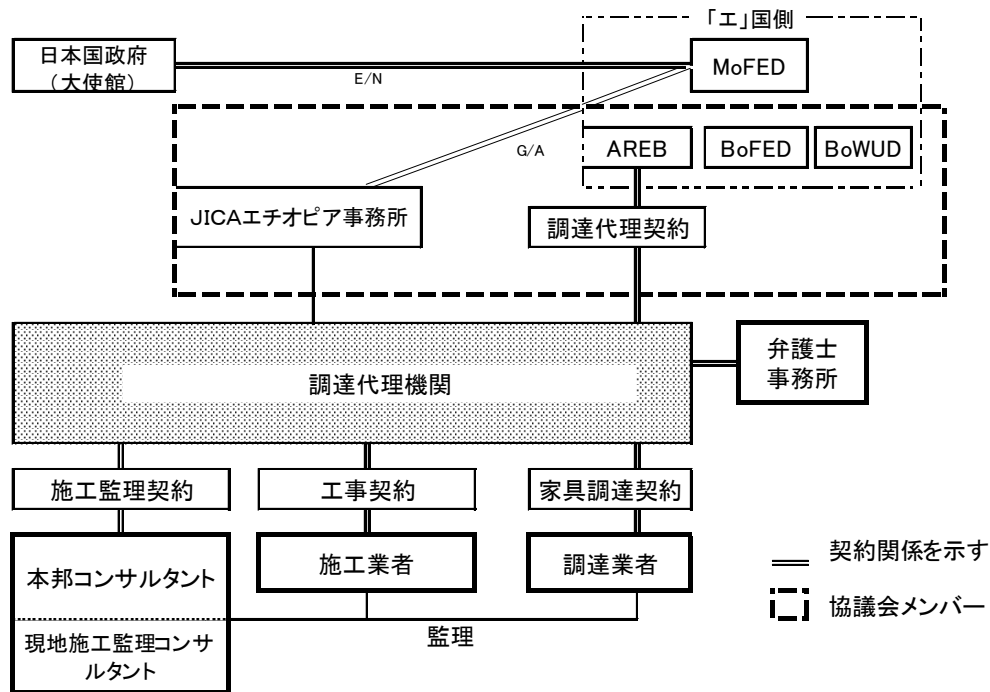 「エ」国側
日本国政府
（大使館）
MoFED
E/N
G/A
AREB
BoFED
BoWUD
JICAエチオピア事務所
調達代理契約
調達代理機関
弁護士
事務所
施工監理契約
工事契約
家具調達契約
本邦コンサルタント
現地施工監理コンサ
ルタント
施工業者
調達業者
監理
契約関係を示す
協議会メンバー